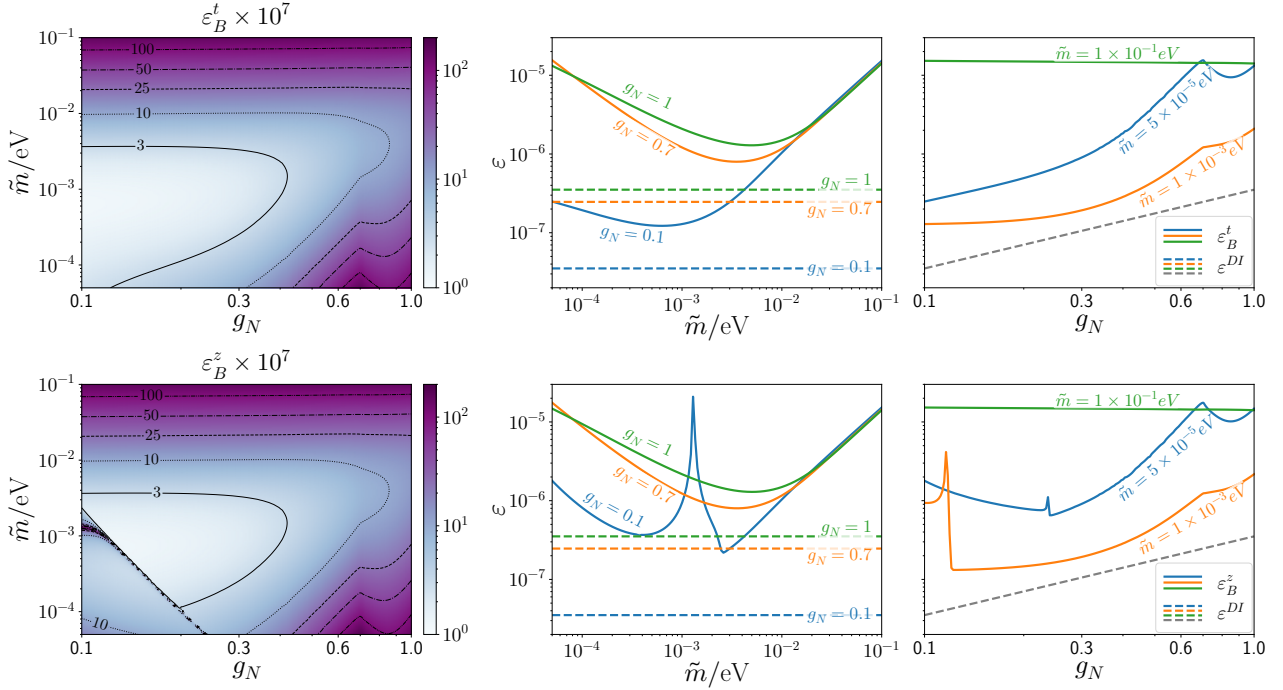 ε_B^t × 10^7
10^-1
10^-2
10^-3
10^-4
m̃/eV
100
50
25
10
3
0.1
0.3
0.6
1.0
g_N
10^2
10^1
10^0
ε
10^-5
10^-6
10^-7
g_N = 1
g_N = 0.7
g_N = 0.1
g_N = 1
g_N = 0.7
g_N = 0.1
10^-4
10^-3
10^-2
10^-1
m̃/eV
m̃ = 1 × 10^-1 eV
m̃ = 5 × 10^-5 eV
m̃ = 1 × 10^-3 eV
ε_B^t
ε^DI
0.1
0.3
0.6
1.0
g_N
ε_B^z × 10^7
10^-1
10^-2
10^-3
10^-4
m̃/eV
100
50
25
10
3
10
0.1
0.3
0.6
1.0
g_N
10^2
10^1
10^0
ε
10^-5
10^-6
10^-7
g_N = 1
g_N = 0.7
g_N = 0.1
g_N = 1
g_N = 0.7
g_N = 0.1
10^-4
10^-3
10^-2
10^-1
m̃/eV
m̃ = 1 × 10^-1 eV
m̃ = 5 × 10^-5 eV
m̃ = 1 × 10^-3 eV
ε_B^z
ε^DI
0.1
0.3
0.6
1.0
g_N